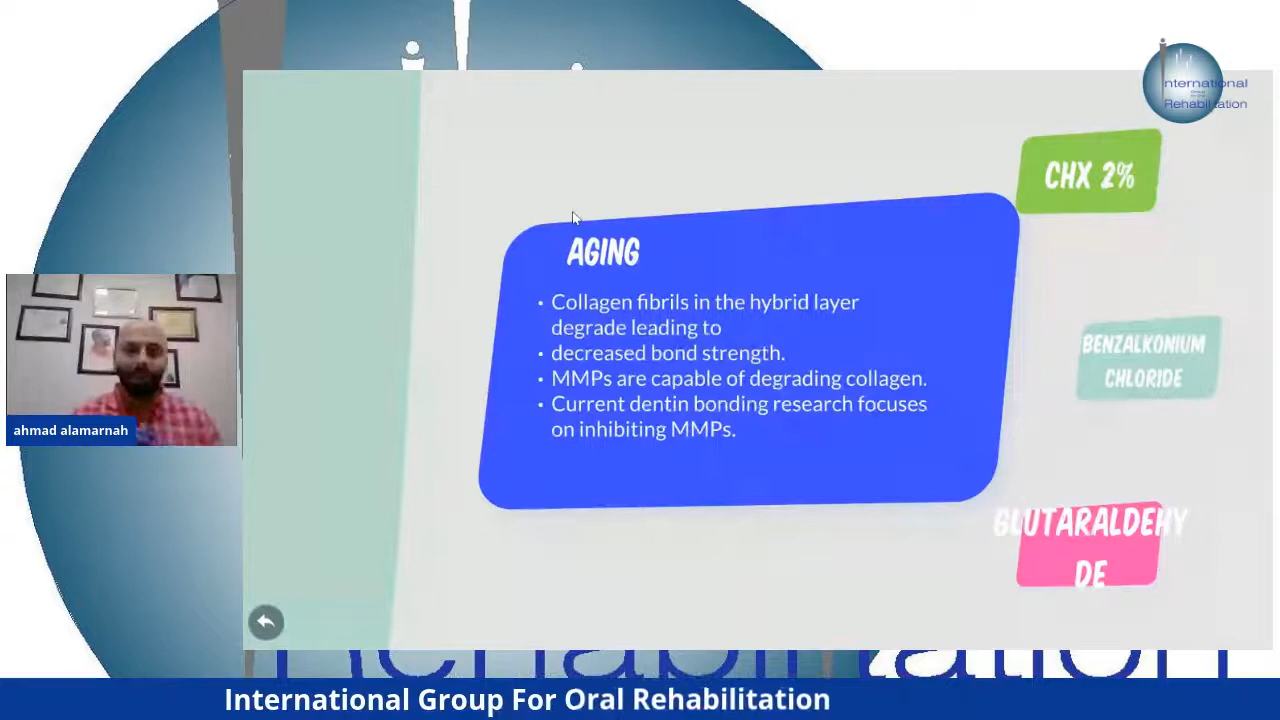 nternational
Rehabilitation
CHX 2%
AGING
• Collagen fibrils in the hybrid layer
degrade leading to
• decreased bond strength.
• MMPs are capable of degrading collagen.
• Current dentin bonding research focuses
on inhibiting MMPs.
BENZALKONIUM
CHLORIDE
GLUTARALDEHY
DE
ahmad alamarnah
Rehabilitation
International Group For Oral Rehabilitation